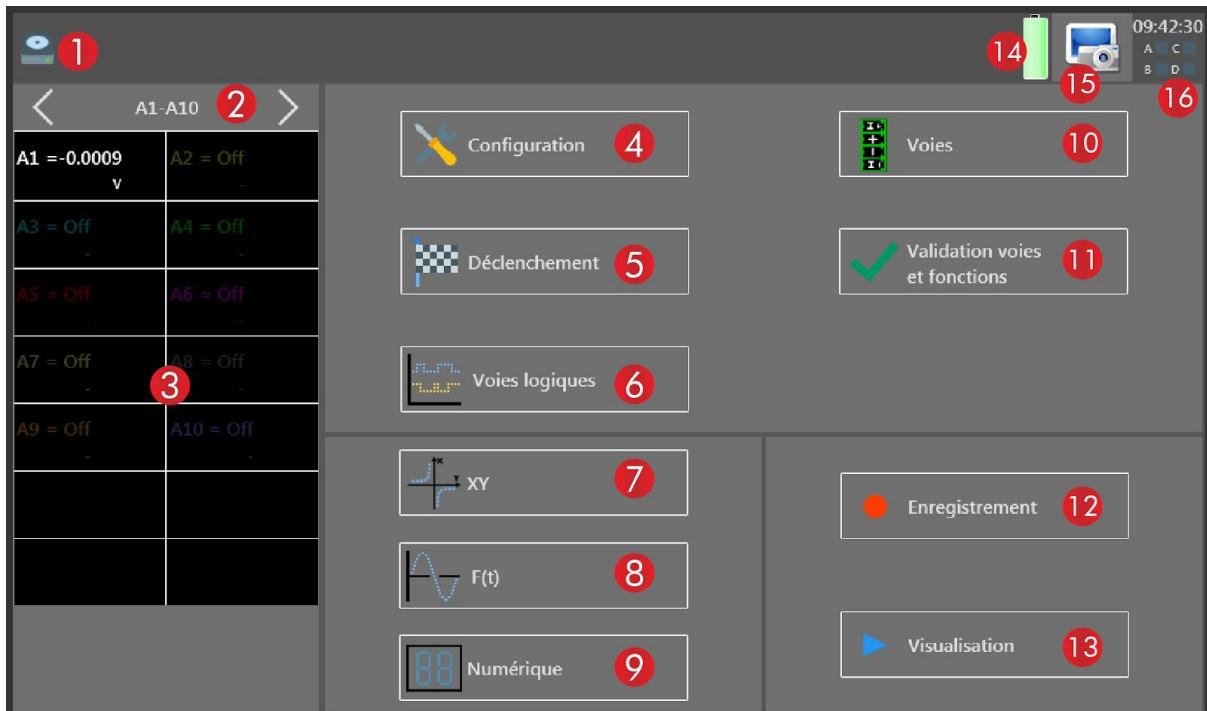 1
14
15
09:42:30
A C
B D
16
A1-A10 2
A1 =-0.0009
V
A2 = Off
-
A3 = Off
-
A4 = Off
-
A5 = Off
-
A6 = Off
-
A7 = Off
-
A8 = Off
-
3
A9 = Off
-
A10 = Off
-
Configuration 4
Déclenchement 5
Voies logiques 6
Voies 10
Validation voies
et fonctions
11
XY 7
F(t) 8
Numérique 9
Enregistrement 12
Visualisation 13